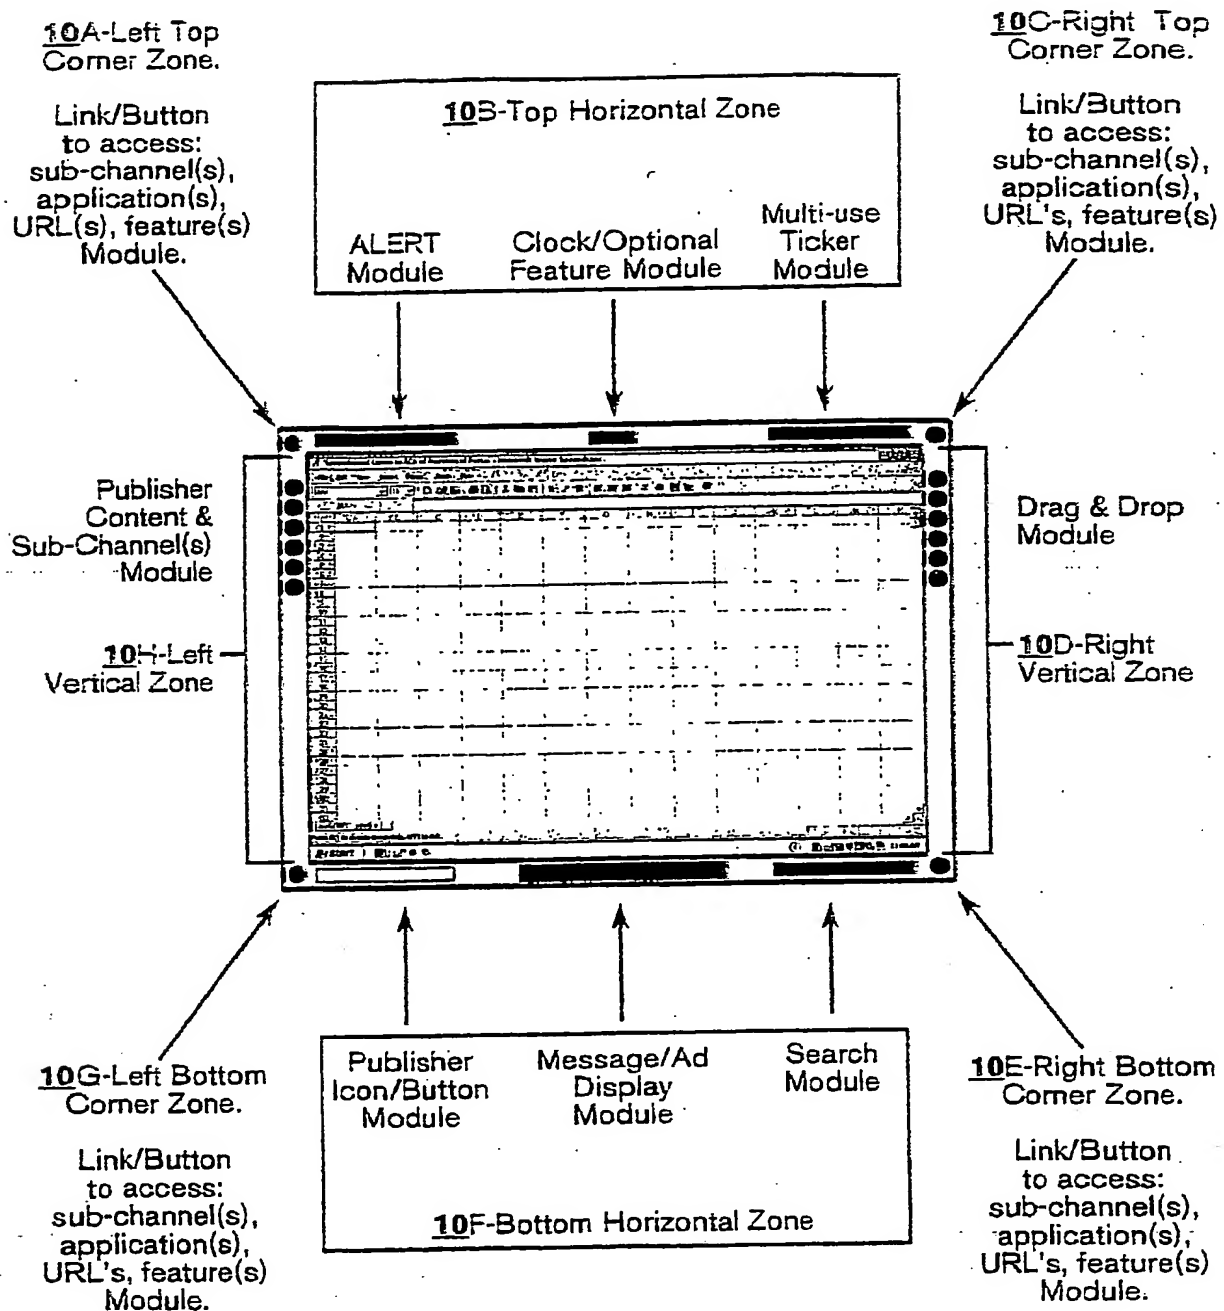 10A-Left Top
Corner Zone.
Link/Button
to access:
sub-channel(s),
application(s),
URL(s), feature(s)
Module.
10B-Top Horizontal Zone
ALERT
Module
Clock/Optional
Feature Module
Multi-use
Ticker
Module
10C-Right Top
Corner Zone.
Link/Button
to access:
sub-channel(s),
application(s),
URL's, feature(s)
Module.
Publisher
Content &
Sub-Channel(s)
Module
10H-Left
Vertical Zone
Drag & Drop
Module
10D-Right
Vertical Zone
10G-Left Bottom
Corner Zone.
Link/Button
to access:
sub-channel(s),
application(s),
URL's, feature(s)
Module.
Publisher
Icon/Button
Module
Message/Ad
Display
Module
Search
Module
10F-Bottom Horizontal Zone
10E-Right Bottom
Corner Zone.
Link/Button
to access:
sub-channel(s),
application(s),
URL's, feature(s)
Module.